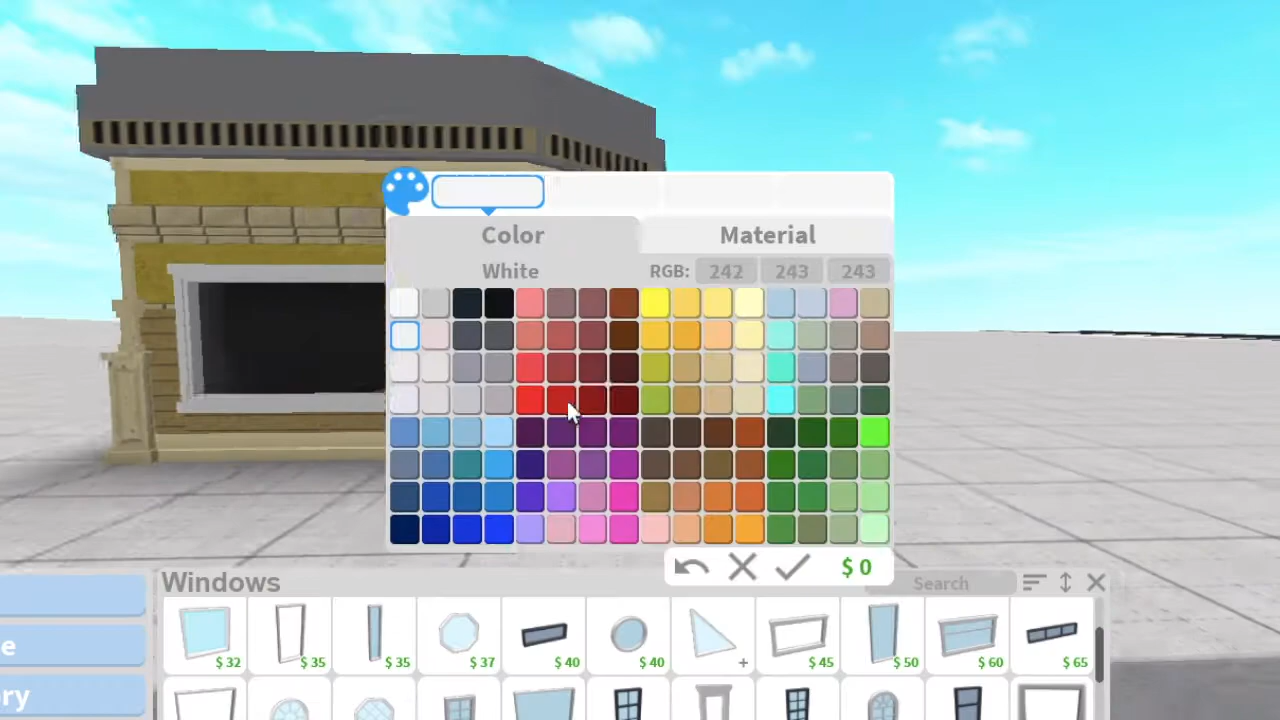 Color
Material
White
RGB: 242 243 243
$ 0
Windows
Search
$ 32
$ 35
$ 35
$ 37
$ 40
$ 40
+
$ 45
$ 50
$ 60
$ 65
e
ry